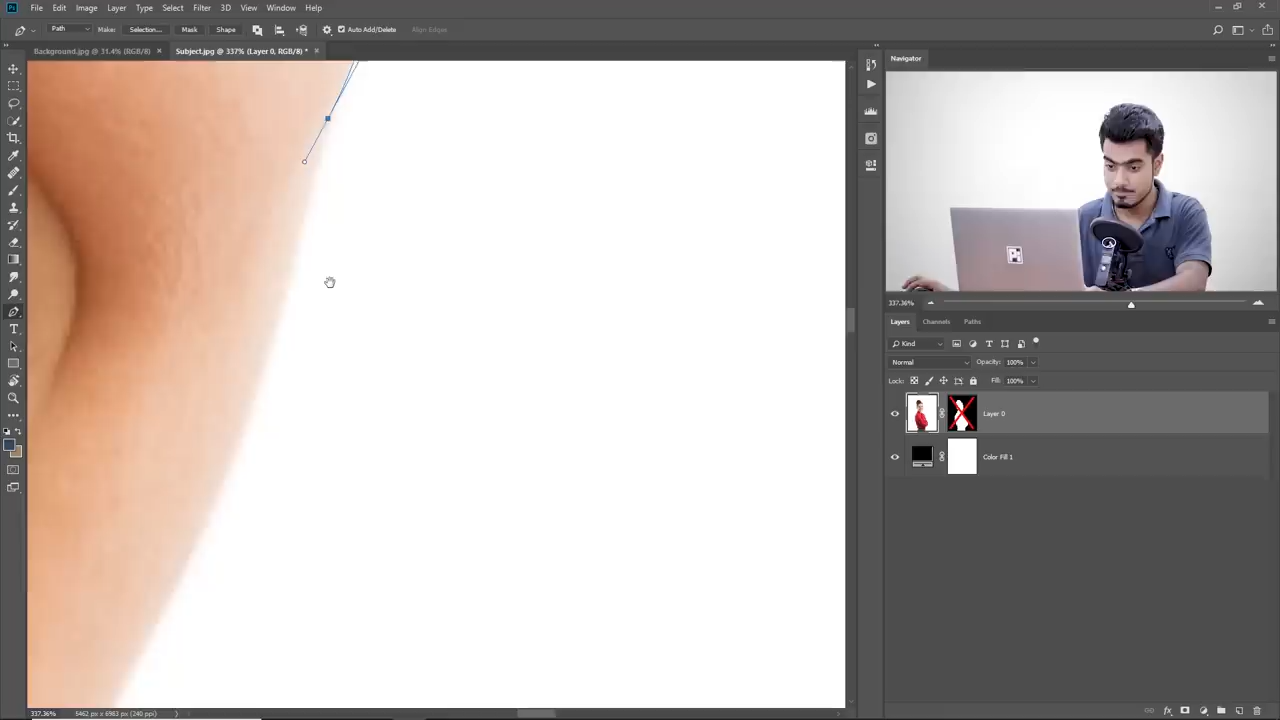 Ps File Edit Image Layer Type Select Filter 3D View Window Help
Path Make: Selection... Mask Shape Auto Add/Delete Align Edges
Background.jpg @ 31.4% (RGB/8) × Subject.jpg @ 337% (Layer 0, RGB/8) * ×
Navigator
337.36%
Layers Channels Paths
Kind
Normal Opacity: 100%
Lock: Fill: 100%
Layer 0
Color Fill 1
337.36% 5462 px x 6983 px (240 ppi)